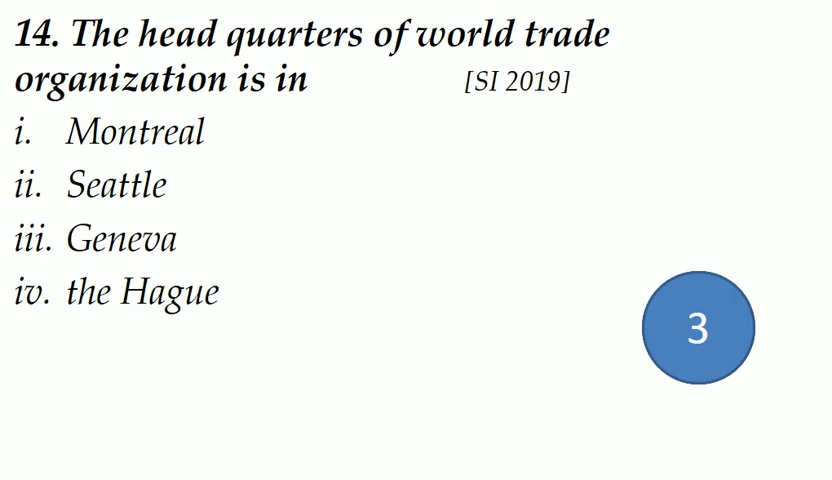 14. The head quarters of world trade
organization is in [SI 2019]
i. Montreal
ii. Seattle
iii. Geneva
iv. the Hague
3